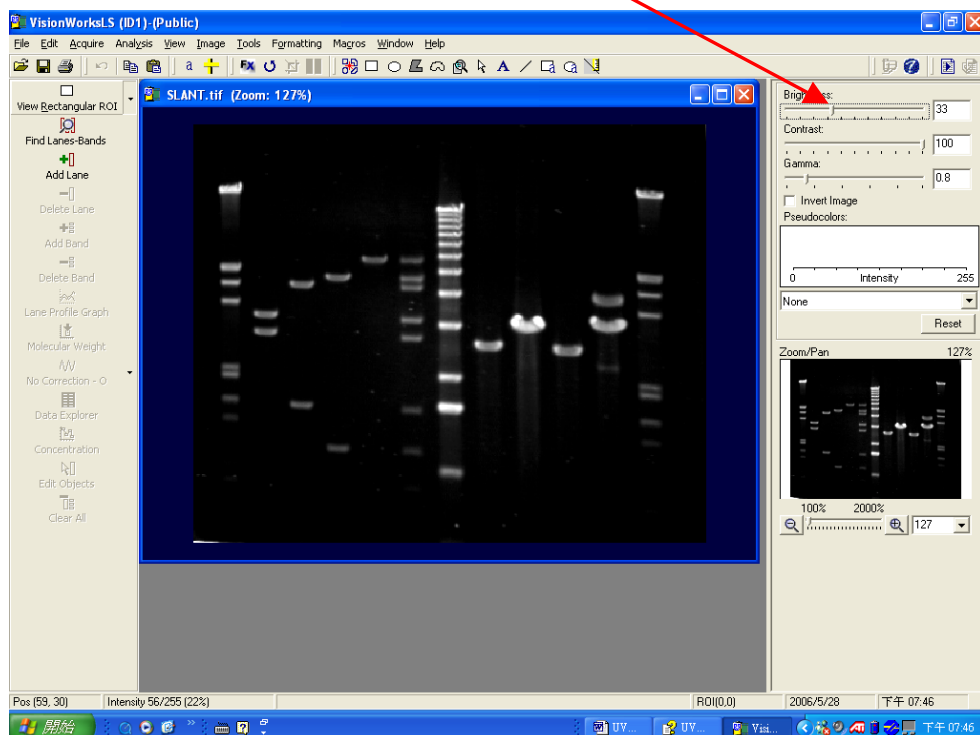 VisionWorksLS (ID1)-(Public)
File Edit Acquire Analysis View Image Tools Formatting Macros Window Help
View Rectangular ROI
Find Lanes-Bands
Add Lane
Delete Lane
Add Band
Delete Band
Lane Profile Graph
Molecular Weight
No Correction - O
Data Explorer
Concentration
Edit Objects
Clear All
SLANT.tif (Zoom: 127%)
Brightness:
33
Contrast:
100
Gamma:
0.8
Invert Image
Pseudocolors:
0 Intensity 255
None
Reset
Zoom/Pan 127%
100% 2000%
127
Pos (59, 30) Intensity 56/255 (22%) ROI(0,0) 2006/5/28 下午 07:46
開始 UV... UV... Visi... 下午 07:46